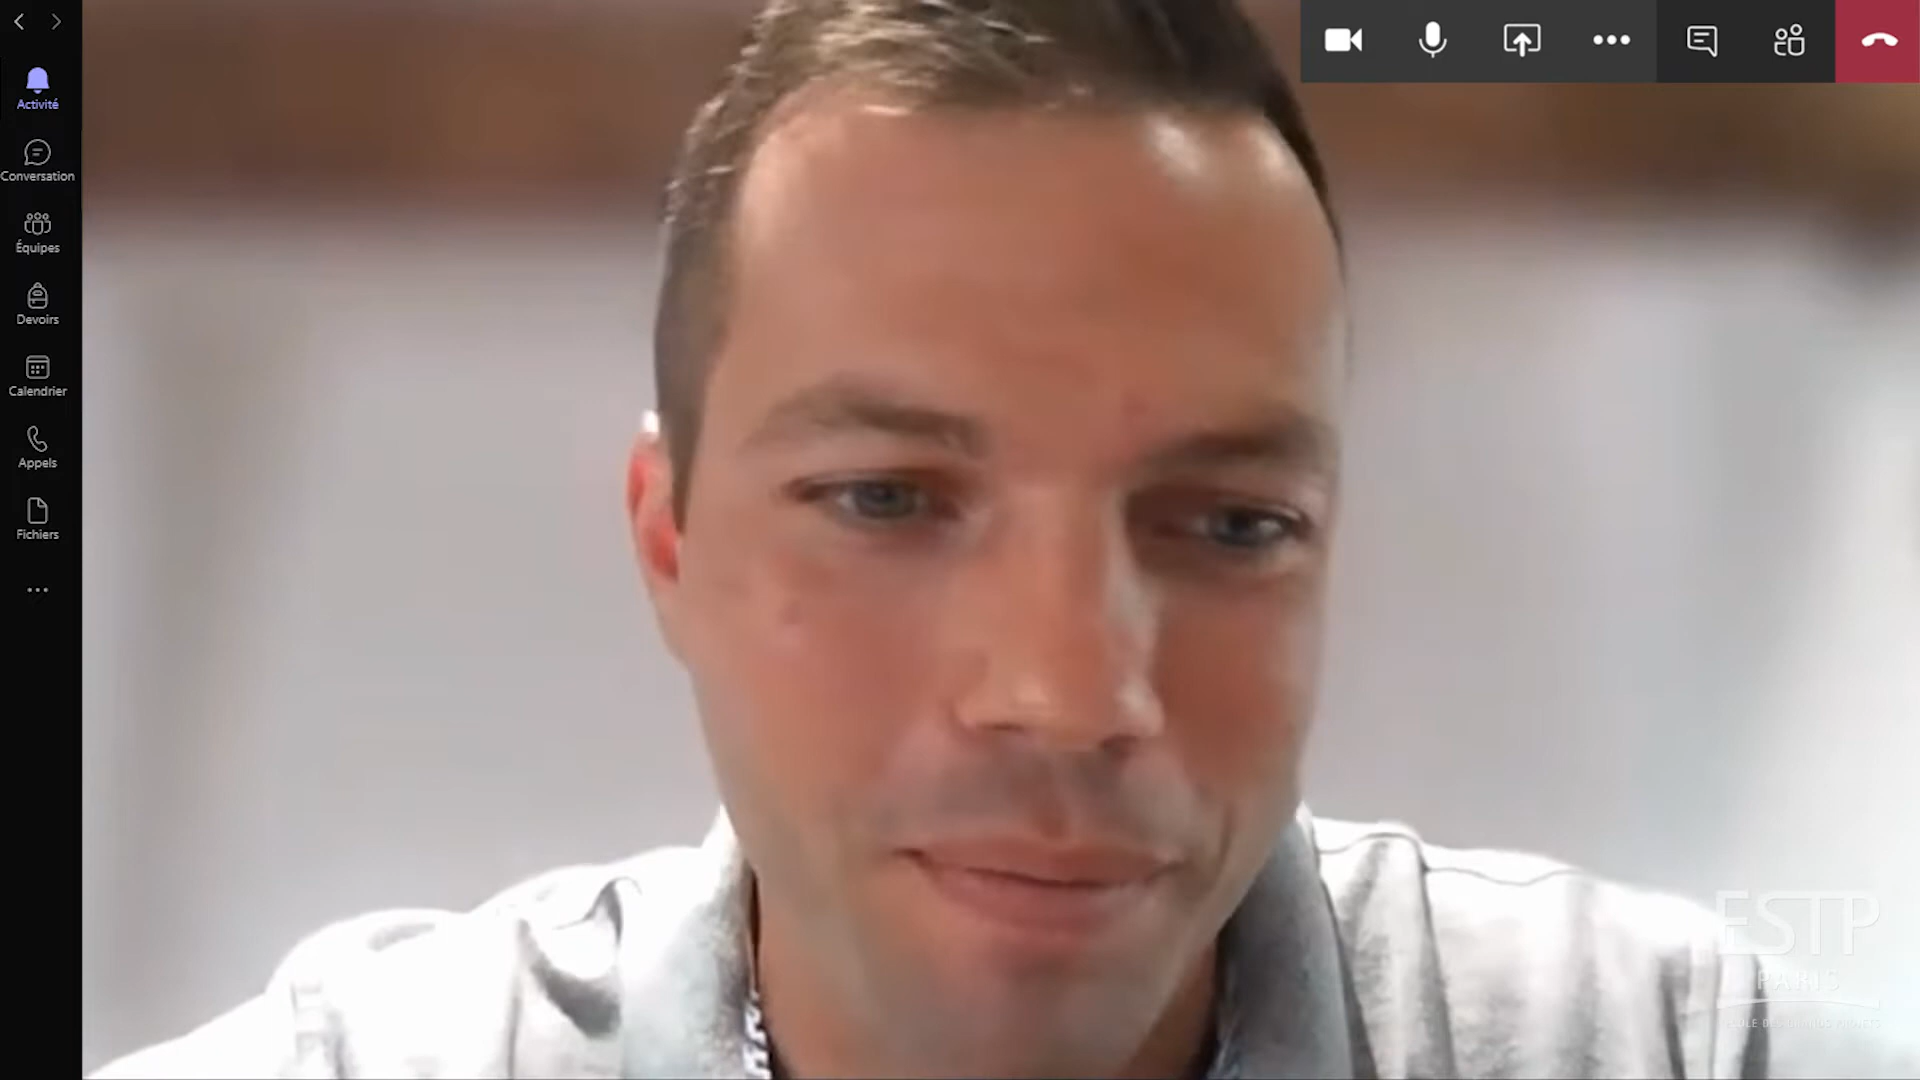 Activité
Conversation
Équipes
Devoirs
Calendrier
Appels
Fichiers
ESTP
PARIS